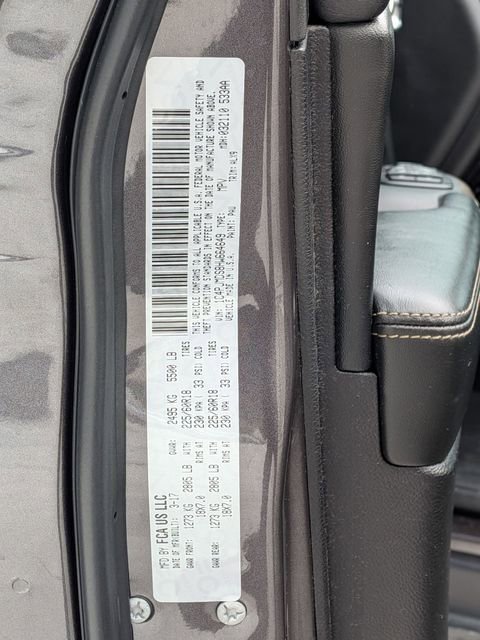 MFD BY FCA US LLC
DATE OF MFR(BUILT): 3-17 GVWR: 2495 KG 5500 LB
GAWR FRONT: 1273 KG 2805 LB WITH 225/60R18 TIRES
RIMS AT 18X7.0 230 KPA ( 33 PSI) COLD
GAWR REAR: 1273 KG 2805 LB WITH 225/60R18 TIRES
RIMS AT 18X7.0 230 KPA ( 33 PSI) COLD
THIS VEHICLE CONFORMS TO ALL APPLICABLE U.S.A. FEDERAL MOTOR VEHICLE SAFETY AND
THEFT PREVENTION STANDARDS IN EFFECT ON THE DATE OF MANUFACTURE SHOWN ABOVE.
MDH: 032110 533AA
MPV
VEHICLE MADE IN U.S.A. PAINT: PAU TRIM: ALX9